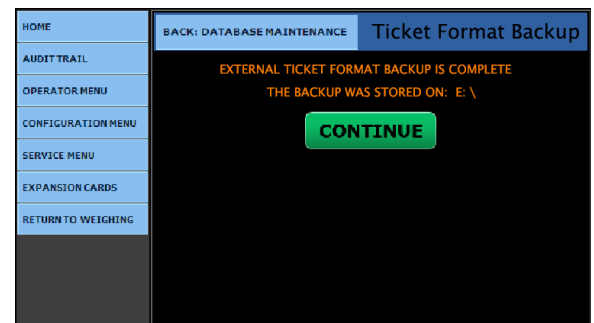 HOME
AUDIT TRAIL
OPERATOR MENU
CONFIGURATION MENU
SERVICE MENU
EXPANSION CARDS
RETURN TO WEIGHING
BACK: DATABASE MAINTENANCE
Ticket Format Backup
EXTERNAL TICKET FORMAT BACKUP IS COMPLETE
THE BACKUP WAS STORED ON: E: \
CONTINUE